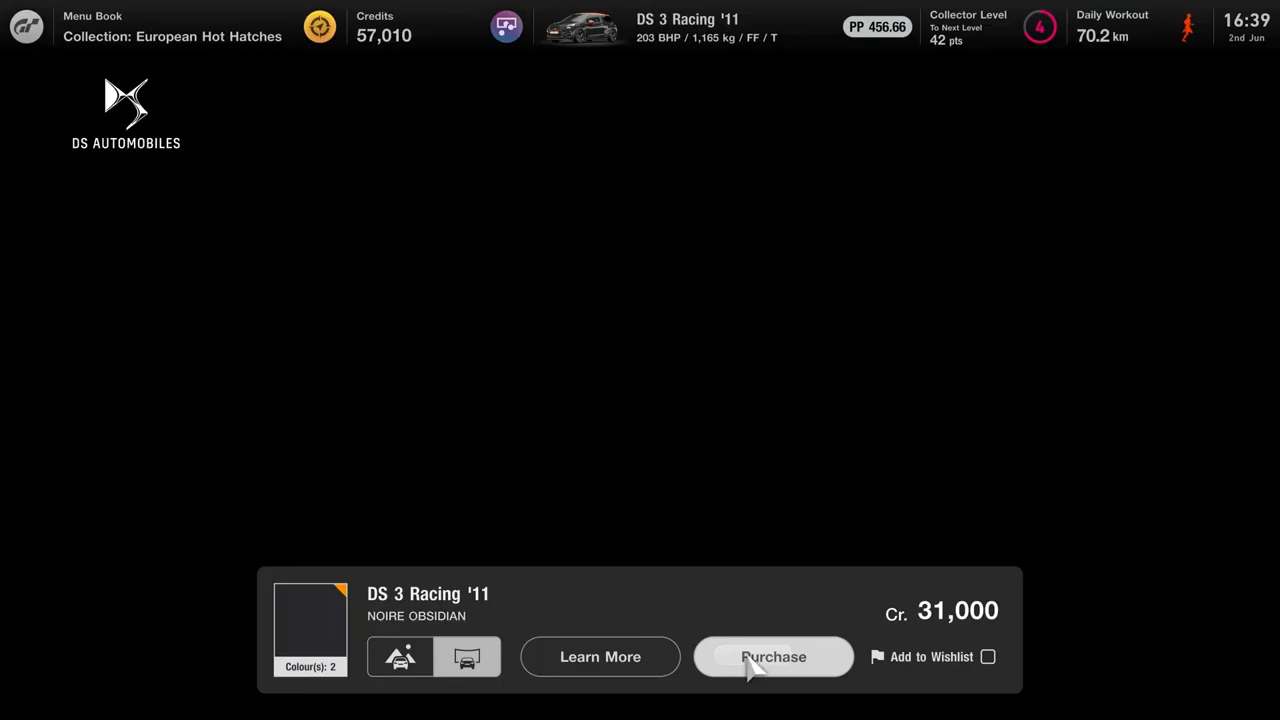 Menu Book
Collection: European Hot Hatches
Credits
57,010
DS 3 Racing '11
203 BHP / 1,165 kg / FF / T
PP 456.66
Collector Level
To Next Level
42 pts
4
Daily Workout
70.2 km
16:39
2nd Jun
DS AUTOMOBILES
DS 3 Racing '11
NOIRE OBSIDIAN
Cr. 31,000
Colour(s): 2
Learn More
Purchase
Add to Wishlist